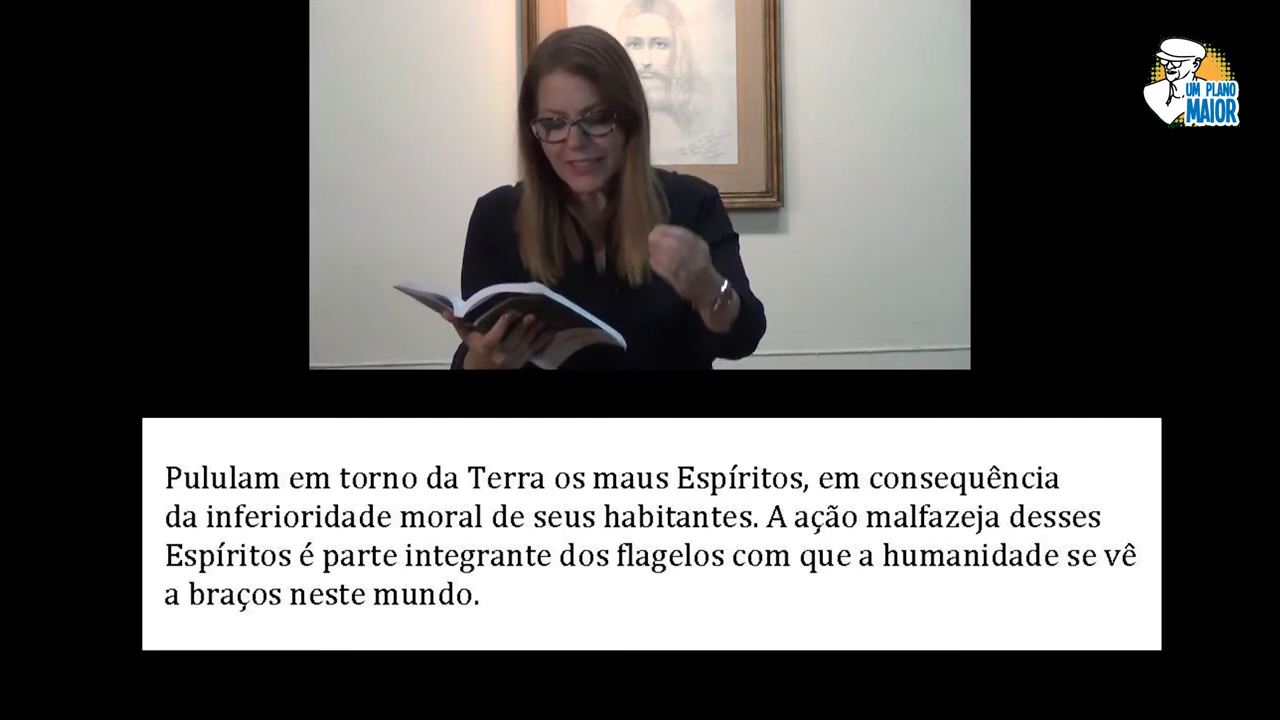 UM PLANO
MAIOR
Pululam em torno da Terra os maus Espíritos, em consequência
da inferioridade moral de seus habitantes. A ação malfazeja desses
Espíritos é parte integrante dos flagelos com que a humanidade se vê
a braços neste mundo.